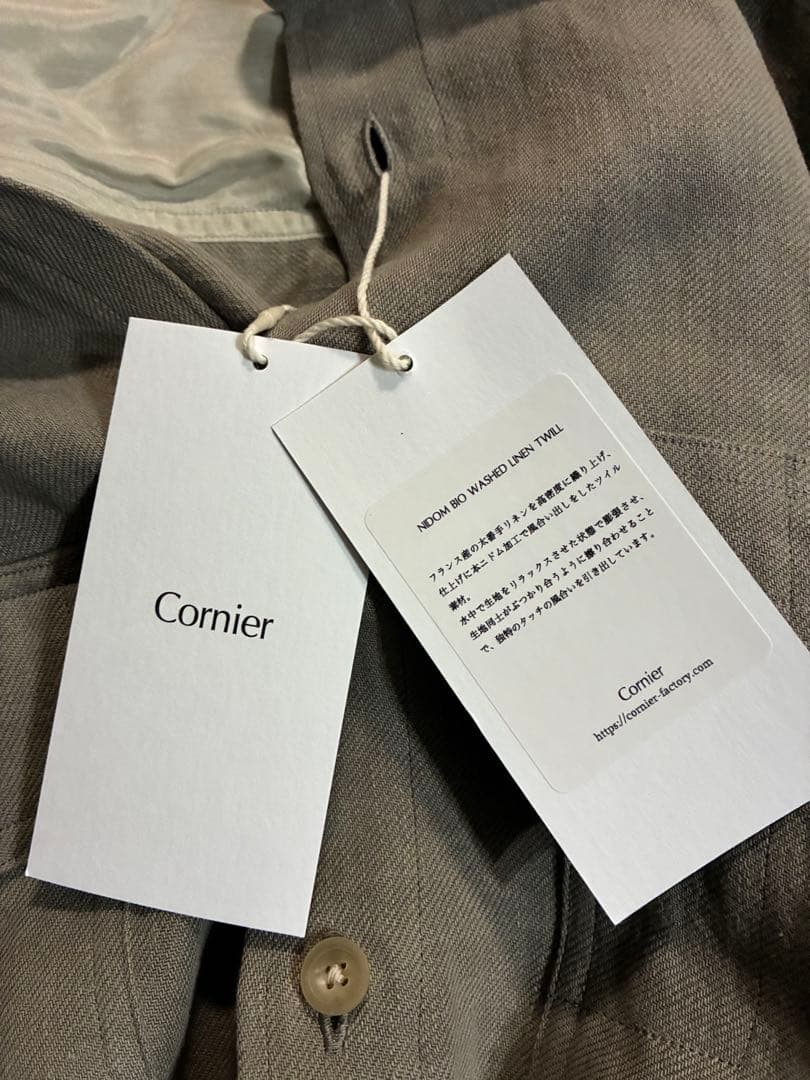 Cornier
NIDOM BIO WASHED LINEN TWILL
フランス産の太番手リネンを高密度に織り上げ、
仕上げに本ニドム加工で風合い出しをしたツイル
素材。
水中で生地をリラックスさせた状態で膨張させ、
生地同士がぶつかり合うように擦り合わせること
で、独特のタッチの風合いを引き出しています。
Cornier
https://cornier-factory.com